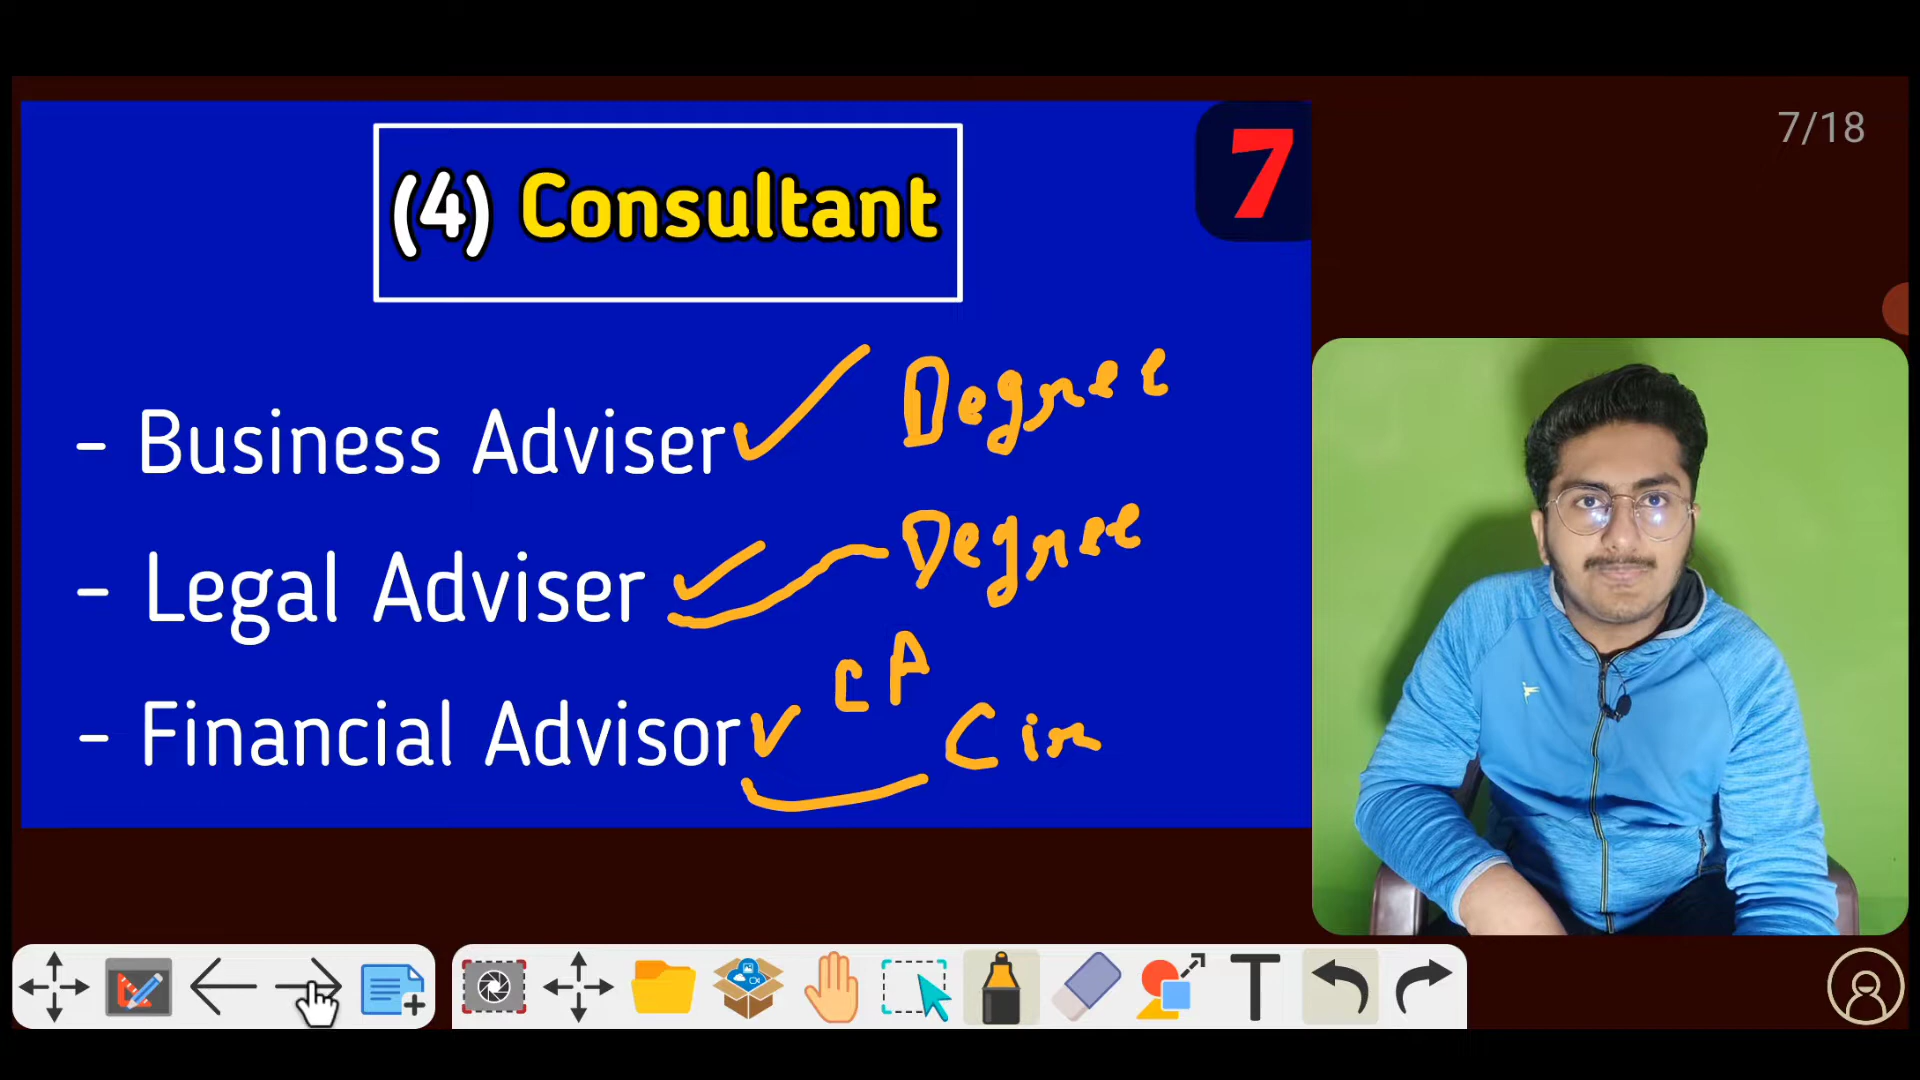 7/18
7
(4) Consultant
- Business Adviser Degree
- Legal Adviser Degree
CA
- Financial Advisor